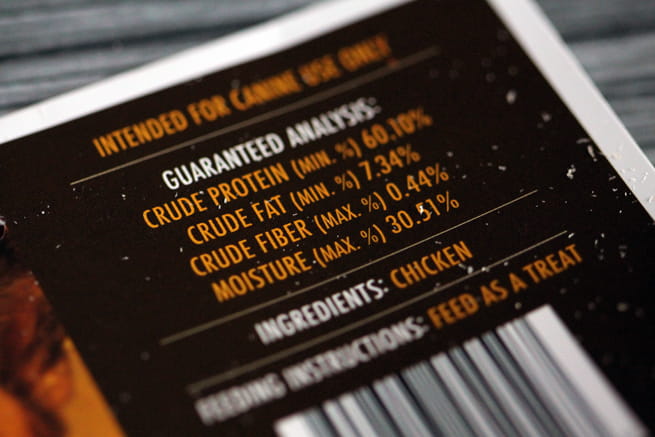 INTENDED FOR CANINE USE ONLY
GUARANTEED ANALYSIS:
CRUDE PROTEIN (MIN. %) 60.10%
CRUDE FAT (MIN. %) 7.34%
CRUDE FIBER (MAX. %) 0.44%
MOISTURE (MAX. %) 30.51%
INGREDIENTS: CHICKEN
FEEDING INSTRUCTIONS: FEED AS A TREAT